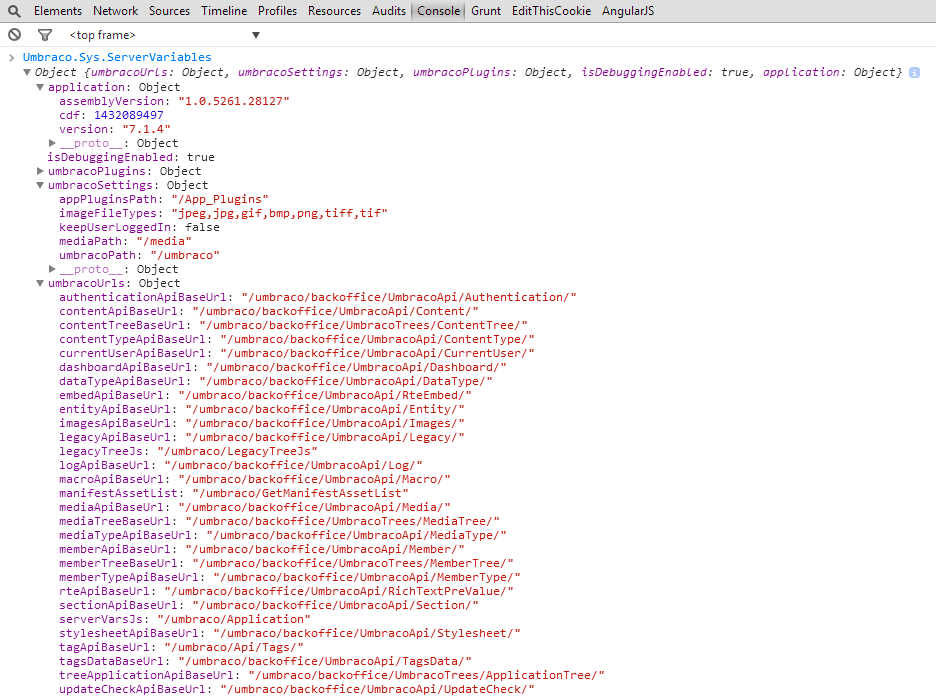 Elements Network Sources Timeline Profiles Resources Audits Console Grunt EditThisCookie AngularJS
<top frame> ▼
> Umbraco.Sys.ServerVariables
▼ Object {umbracoUrls: Object, umbracoSettings: Object, umbracoPlugins: Object, isDebuggingEnabled: true, application: Object} i
▼ application: Object
assemblyVersion: "1.0.5261.28127"
cdf: 1432089497
version: "7.1.4"
▶ __proto__: Object
isDebuggingEnabled: true
▶ umbracoPlugins: Object
▼ umbracoSettings: Object
appPluginsPath: "/App_Plugins"
imageFileTypes: "jpeg,jpg,gif,bmp,png,tiff,tif"
keepUserLoggedIn: false
mediaPath: "/media"
umbracoPath: "/umbraco"
▶ __proto__: Object
▼ umbracoUrls: Object
authenticationApiBaseUrl: "/umbraco/backoffice/UmbracoApi/Authentication/"
contentApiBaseUrl: "/umbraco/backoffice/UmbracoApi/Content/"
contentTreeBaseUrl: "/umbraco/backoffice/UmbracoTrees/ContentTree/"
contentTypeApiBaseUrl: "/umbraco/backoffice/UmbracoApi/ContentType/"
currentUserApiBaseUrl: "/umbraco/backoffice/UmbracoApi/CurrentUser/"
dashboardApiBaseUrl: "/umbraco/backoffice/UmbracoApi/Dashboard/"
dataTypeApiBaseUrl: "/umbraco/backoffice/UmbracoApi/DataType/"
embedApiBaseUrl: "/umbraco/backoffice/UmbracoApi/RteEmbed/"
entityApiBaseUrl: "/umbraco/backoffice/UmbracoApi/Entity/"
imagesApiBaseUrl: "/umbraco/backoffice/UmbracoApi/Images/"
legacyApiBaseUrl: "/umbraco/backoffice/UmbracoApi/Legacy/"
legacyTreeJs: "/umbraco/LegacyTreeJs"
logApiBaseUrl: "/umbraco/backoffice/UmbracoApi/Log/"
macroApiBaseUrl: "/umbraco/backoffice/UmbracoApi/Macro/"
manifestAssetList: "/umbraco/GetManifestAssetList"
mediaApiBaseUrl: "/umbraco/backoffice/UmbracoApi/Media/"
mediaTreeBaseUrl: "/umbraco/backoffice/UmbracoTrees/MediaTree/"
mediaTypeApiBaseUrl: "/umbraco/backoffice/UmbracoApi/MediaType/"
memberApiBaseUrl: "/umbraco/backoffice/UmbracoApi/Member/"
memberTreeBaseUrl: "/umbraco/backoffice/UmbracoTrees/MemberTree/"
memberTypeApiBaseUrl: "/umbraco/backoffice/UmbracoApi/MemberType/"
rteApiBaseUrl: "/umbraco/backoffice/UmbracoApi/RichTextPreValue/"
sectionApiBaseUrl: "/umbraco/backoffice/UmbracoApi/Section/"
serverVarsJs: "/umbraco/Application"
stylesheetApiBaseUrl: "/umbraco/backoffice/UmbracoApi/Stylesheet/"
tagApiBaseUrl: "/umbraco/Api/Tags/"
tagsDataBaseUrl: "/umbraco/backoffice/UmbracoApi/TagsData/"
treeApplicationApiBaseUrl: "/umbraco/backoffice/UmbracoTrees/ApplicationTree/"
updateCheckApiBaseUrl: "/umbraco/backoffice/UmbracoApi/UpdateCheck/"